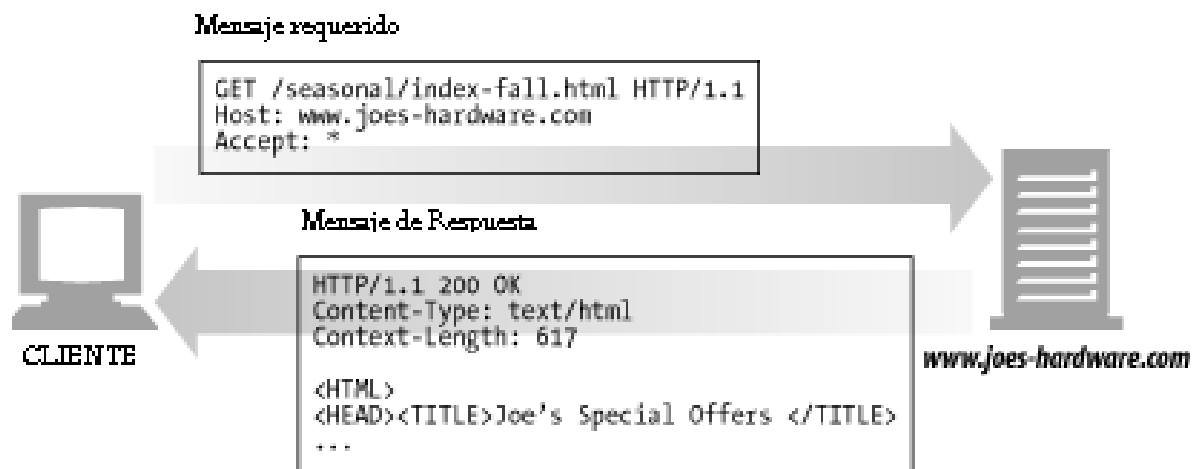 Mensaje requerido
GET /seasonal/index-fall.html HTTP/1.1
Host: www.joes-hardware.com
Accept: *
Mensaje de Respuesta
HTTP/1.1 200 OK
Content-Type: text/html
Context-Length: 617
<HTML>
<HEAD><TITLE>Joe's Special Offers </TITLE>
...
CLIENTE
www.joes-hardware.com